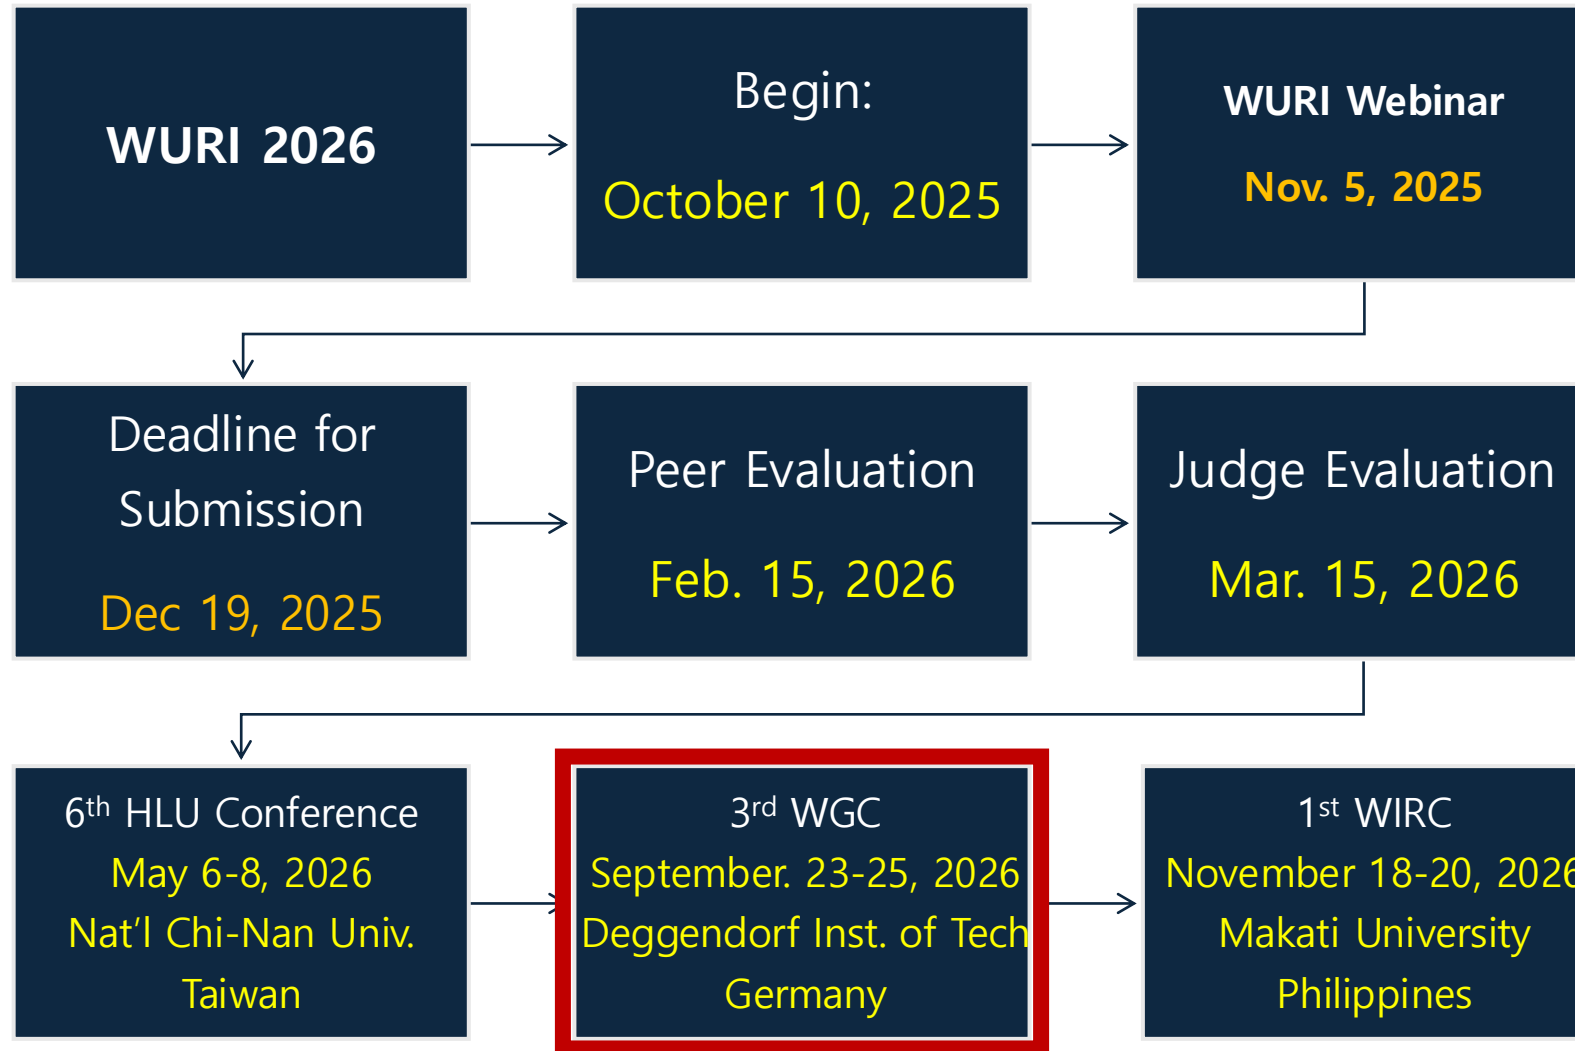 WURI 2026
Begin:
October 10, 2025
WURI Webinar
Nov. 5, 2025
Deadline for
Submission
Dec 19, 2025
Peer Evaluation
Feb. 15, 2026
Judge Evaluation
Mar. 15, 2026
6th HLU Conference
May 6-8, 2026
Nat’l Chi-Nan Univ.
Taiwan
3rd WGC
September. 23-25, 2026
Deggendorf Inst. of Tech
Germany
1st WIRC
November 18-20, 2026
Makati University
Philippines